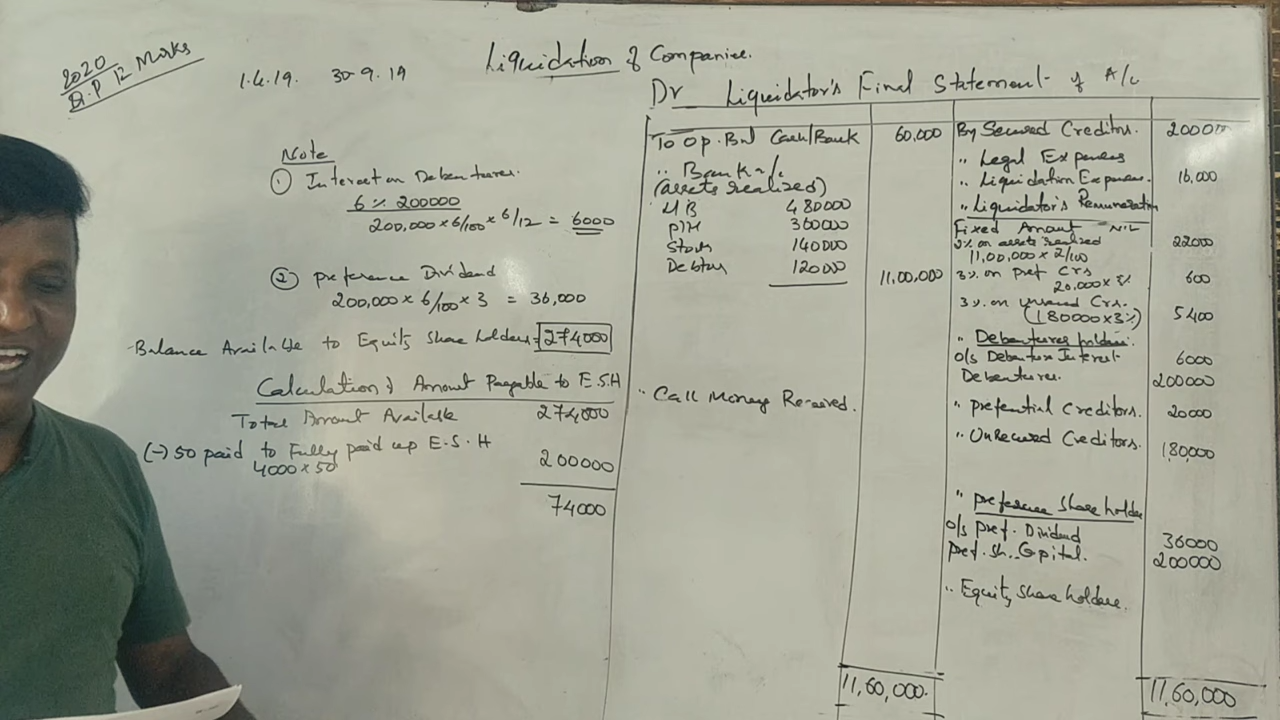 2020
Q.P 12 Marks
1.4.19. 30-9.19
Liquidation of Companies.
Note
① Interest on Debentures.
6% 200000
200,000 × 6/100 × 6/12 = 6000
② Preference Dividend
200,000 × 6/100 × 3 = 36,000
Balance Available to Equity Share holders 274000
Calculation of Amount Payable to E.S.H
Total Amount Available 274,000
(-) 50 paid to Fully paid up E.S.H
4000 × 50 200000
74000
Dr Liquidator's Final Statement of A/c
To Op. Bal Cash/Bank 60,000
" Bank a/c
(assets realized)
L/B 480000
P/M 360000
Stock 140000
Debtors 120000 11,00,000
" Call Money Received.
11,60,000.
By Secured Creditors. 200000
" Legal Expenses
" Liquidation Expenses. 16,000
" Liquidator's Remuneration
Fixed Amount NIL
2% on assets realised 22000
11,00,000 × 2/100
3% on Pref Crs 600
20,000 × 3%
3% on unsecured Crs. 5400
(180000 × 3%)
" Debentures holders.
o/s Debenture Interest 6000
Debentures. 200000
" Preferential Creditors. 20000
" UnSecured Creditors. 1,80,000
" Preference Share holder
o/s Pref. Dividend 36000
Pref. Sh. Capital. 200000
" Equity Share holders.
11,60,000